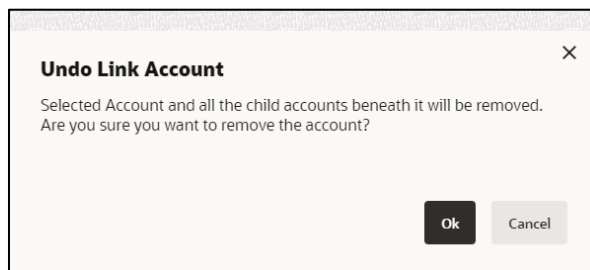 Undo Link Account
Selected Account and all the child accounts beneath it will be removed.
Are you sure you want to remove the account?
Ok
Cancel